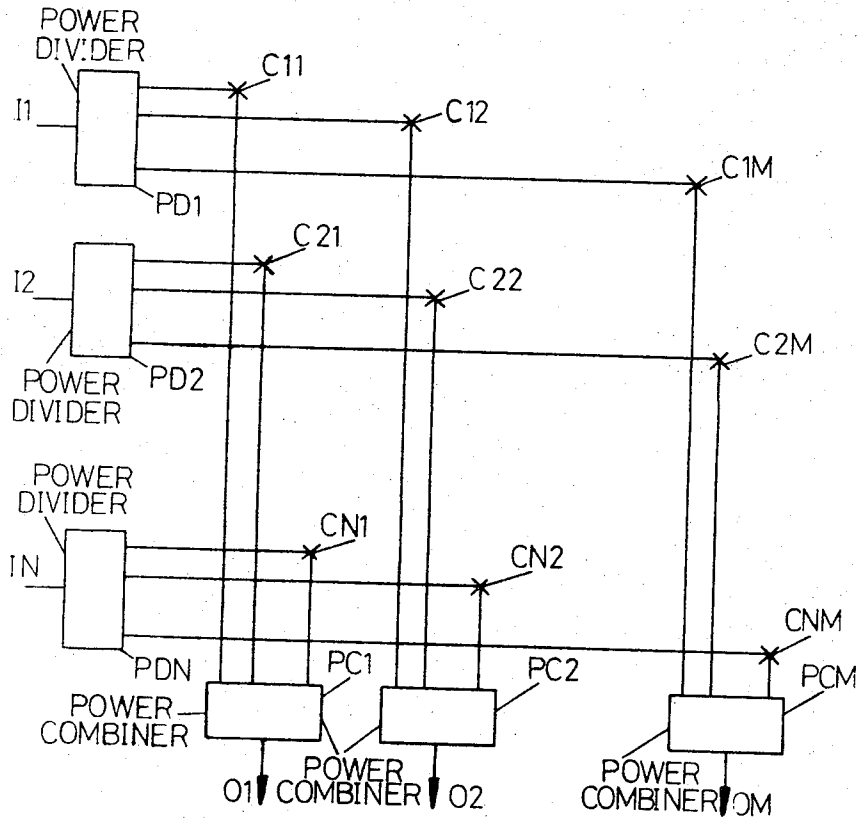 POWER
DIVIDER
C11
I1
C12
C1M
PD1
C21
I2
C22
C2M
POWER
DIVIDER
PD2
POWER
DIVIDER
CN1
IN
CN2
CNM
PDN
PC1
PC2
PCM
POWER
COMBINER
POWER
COMBINER
POWER
COMBINER
O1
O2
OM